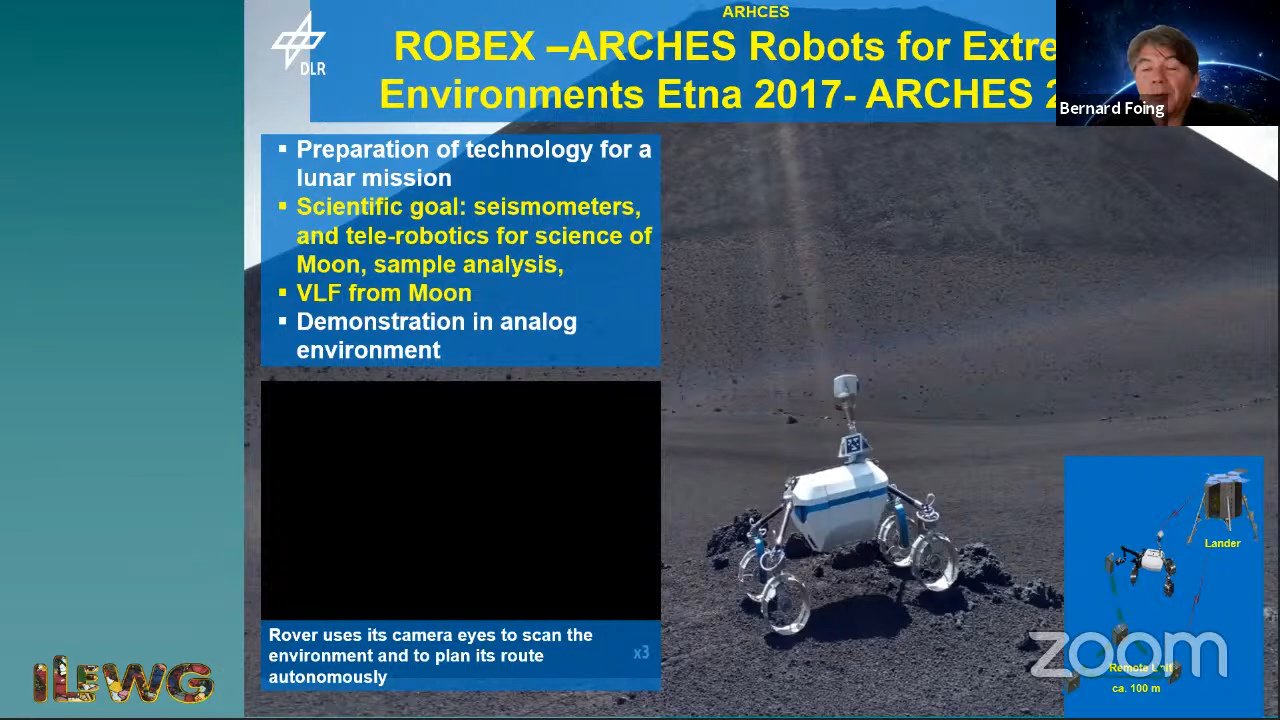 ARHCES
ROBEX –ARCHES Robots for Extre
Environments Etna 2017- ARCHES 2
DLR
Bernard Foing
▪ Preparation of technology for a
lunar mission
▪ Scientific goal: seismometers,
and tele-robotics for science of
Moon, sample analysis,
▪ VLF from Moon
▪ Demonstration in analog
environment
Rover uses its camera eyes to scan the
environment and to plan its route
autonomously
x3
Lander
Remote Unit
ca. 100 m
zoom
ILEWG